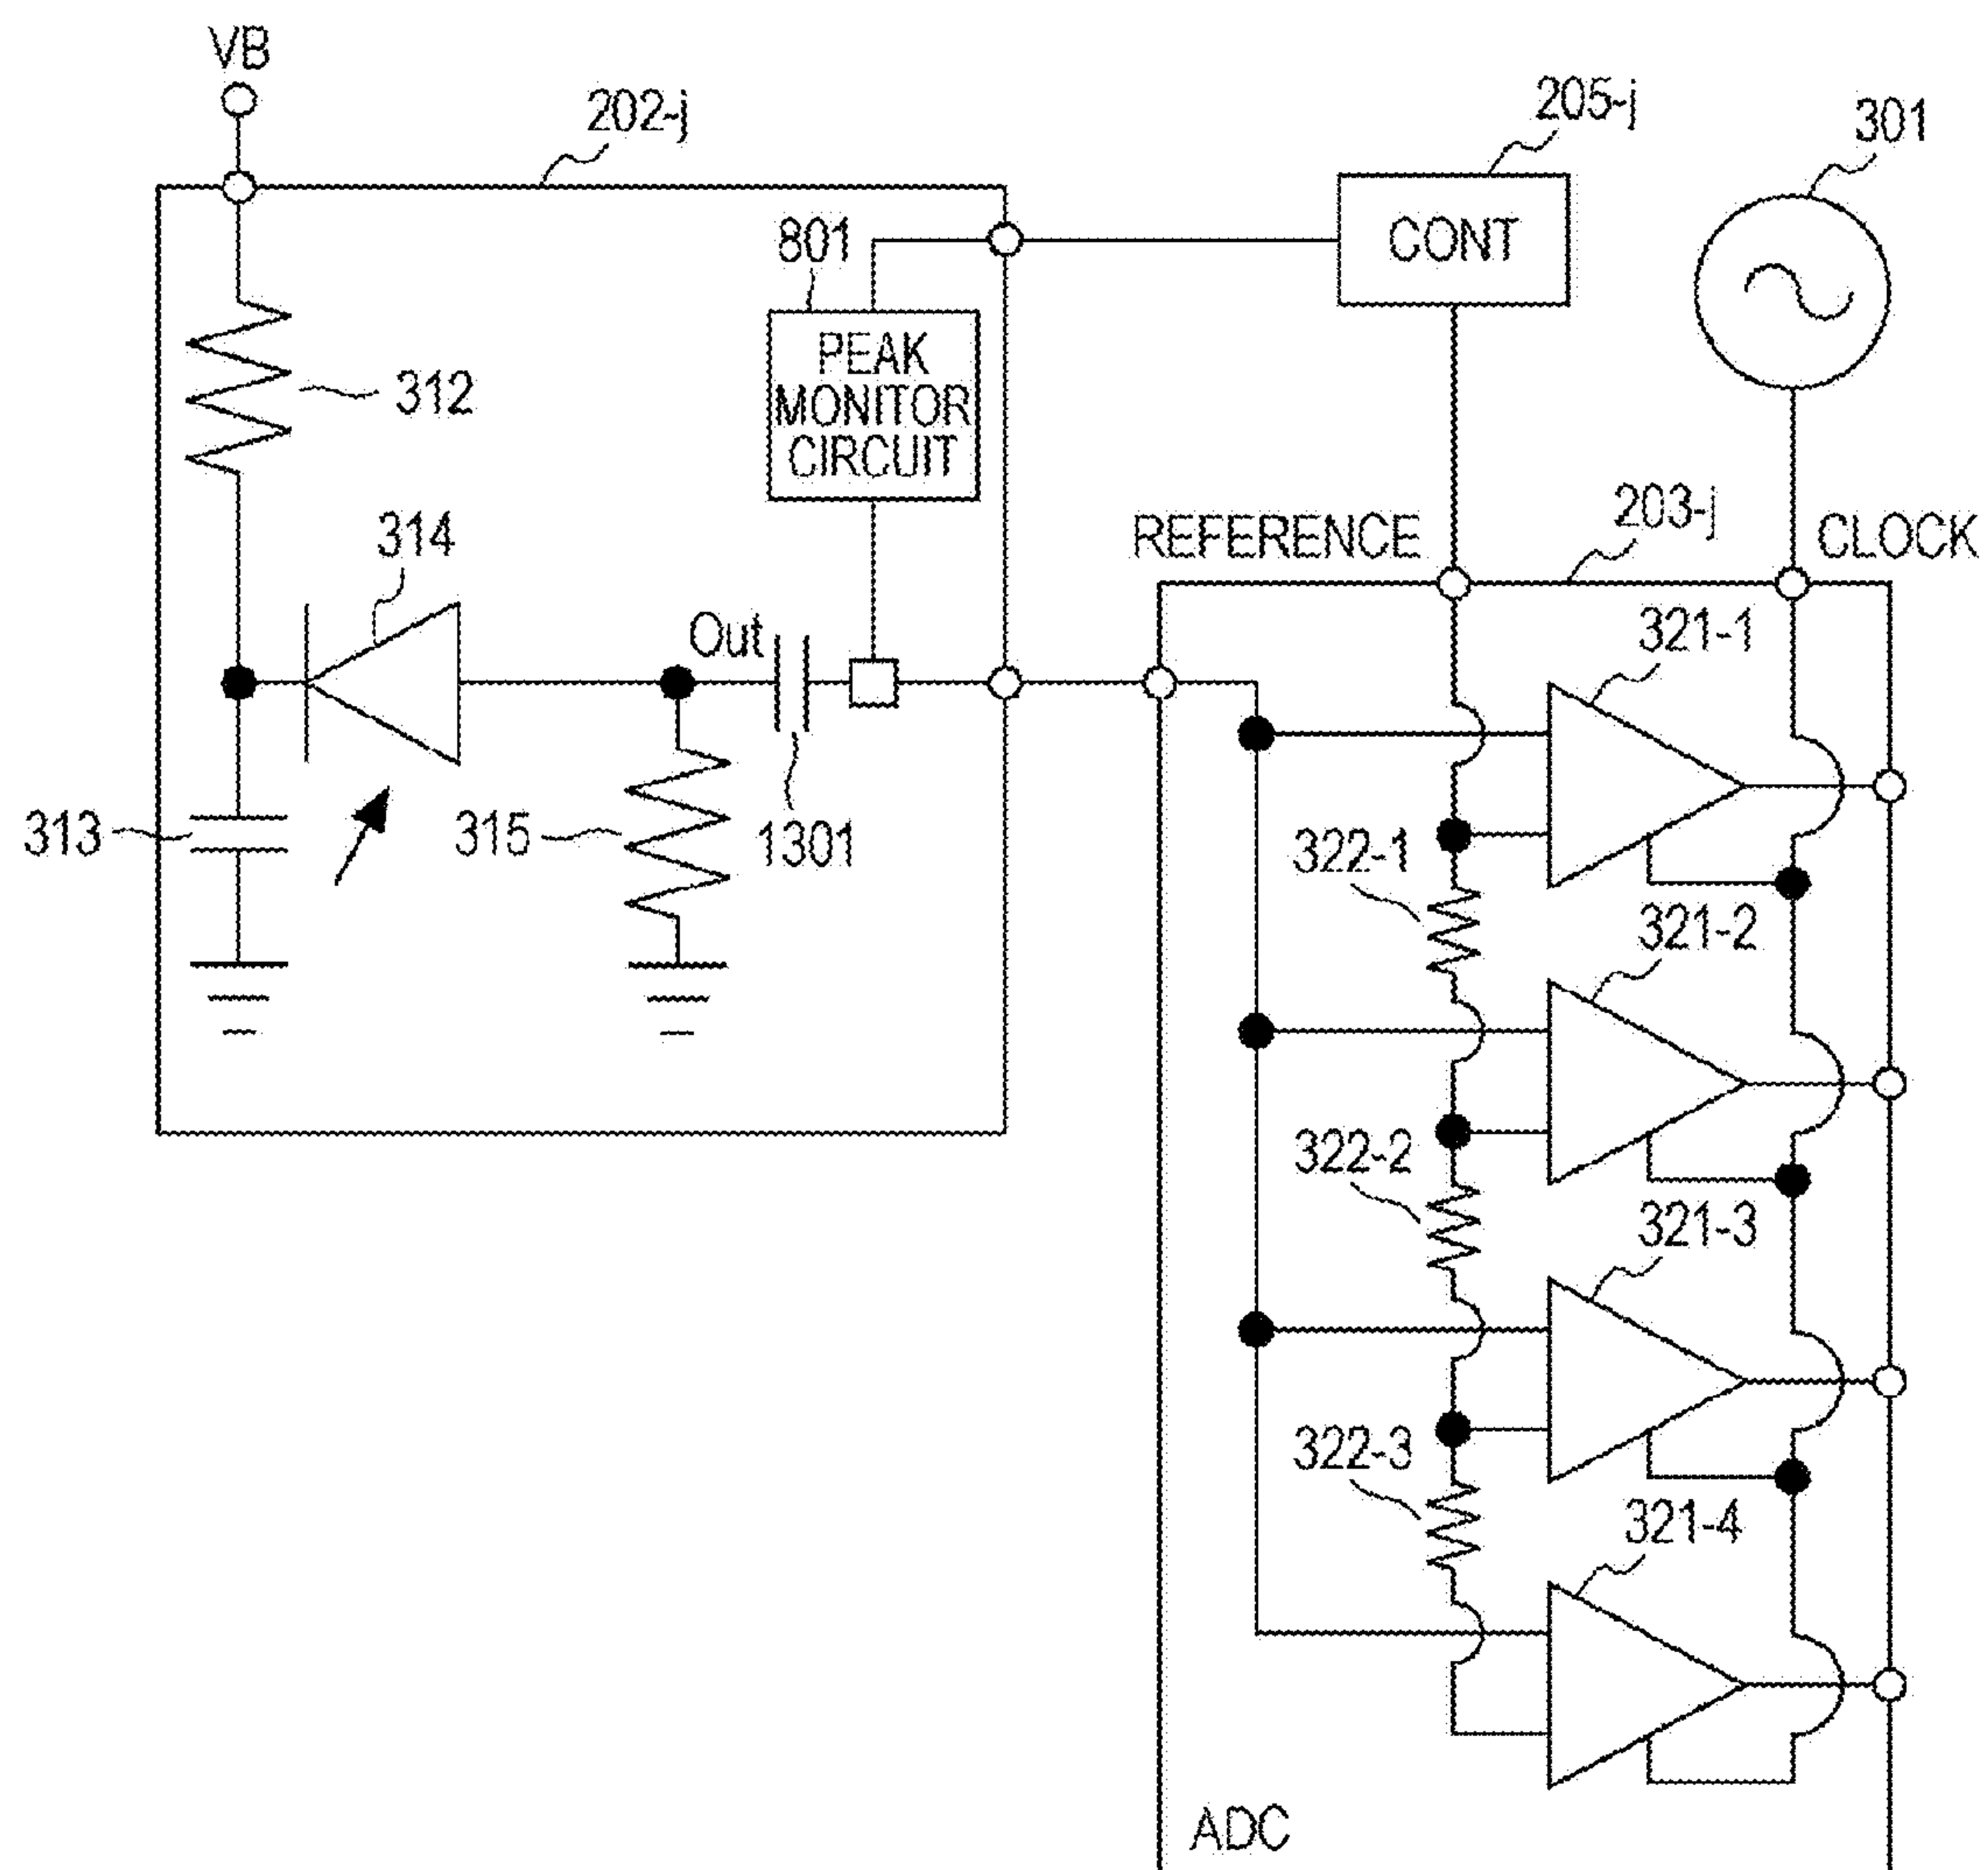 VB
202-j
205-j
301
801
CONT
PEAK
MONITOR
CIRCUIT
312
314
REFERENCE
203-j
CLOCK
Out
321-1
313
315
1301
322-1
321-2
322-2
321-3
322-3
321-4
ADC